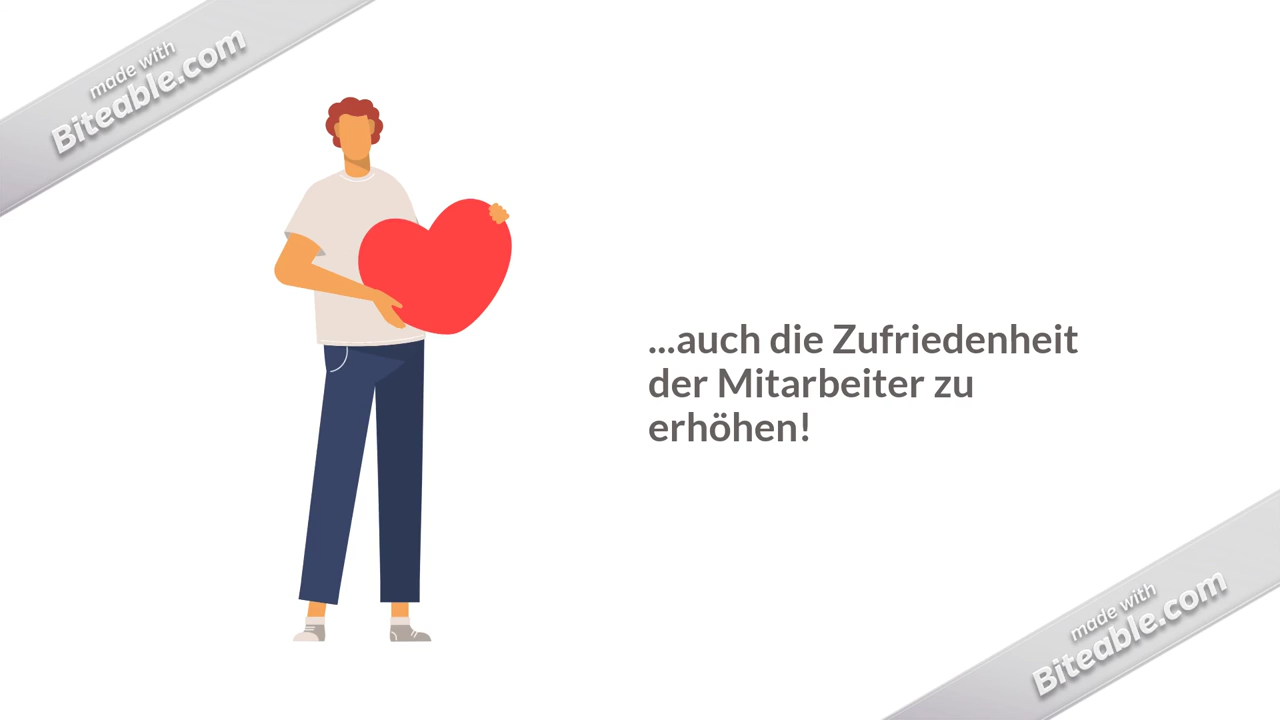 made with
Biteable.com
...auch die Zufriedenheit
der Mitarbeiter zu
erhöhen!
made with
Biteable.com